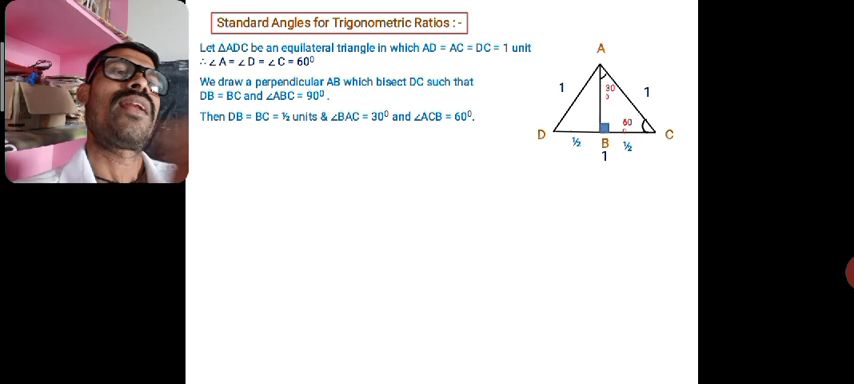 Standard Angles for Trigonometric Ratios : -
Let ΔADC be an equilateral triangle in which AD = AC = DC = 1 unit
∴ ∠ A = ∠ D = ∠ C = 60⁰
We draw a perpendicular AB which bisect DC such that
DB = BC and ∠ABC = 90⁰ .
Then DB = BC = ½ units & ∠BAC = 30⁰ and ∠ACB = 60⁰.
A
1
30
0
1
60
0
D
½
B
½
C
1